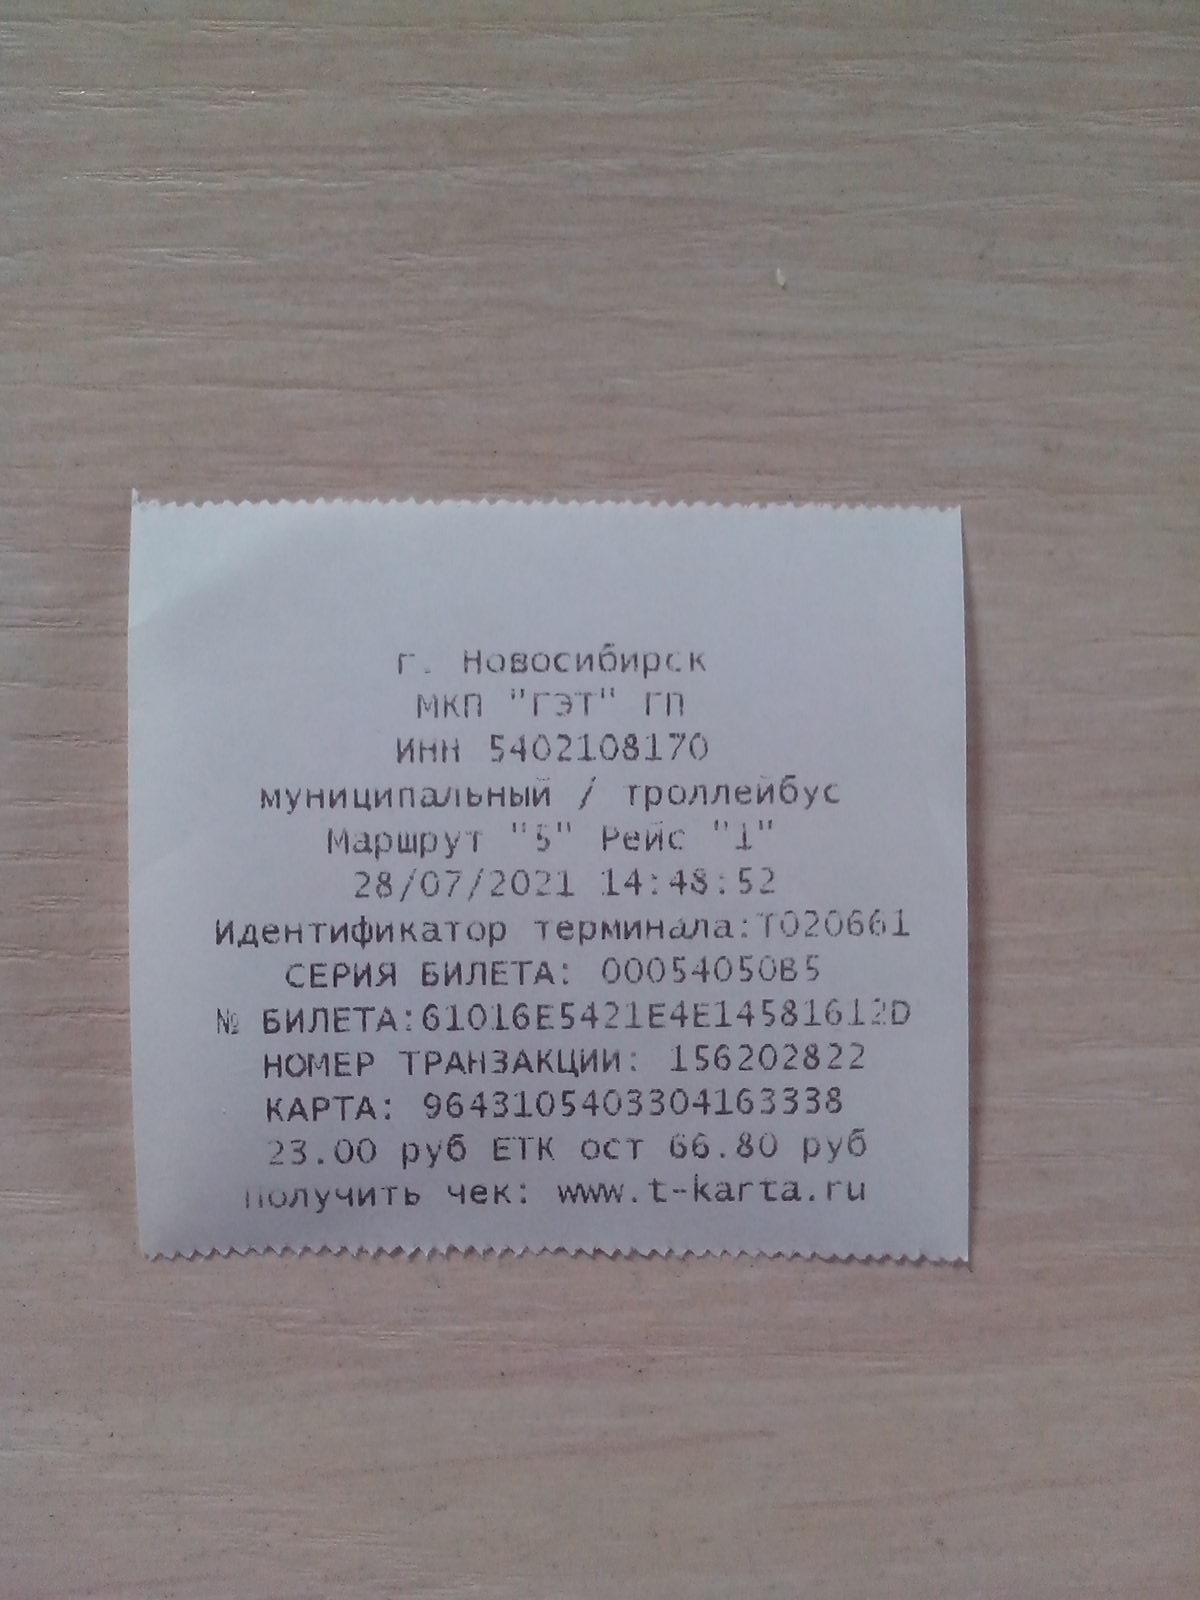 г. Новосибирск
МКП "ГЭТ" ГП
ИНН 5402108170
муниципальный / троллейбус
Маршрут "5" Рейс "1"
28/07/2021 14:48:52
Идентификатор терминала:Т020661
СЕРИЯ БИЛЕТА: 00054050B5
№ БИЛЕТА:61016E5421E4E14581612D
НОМЕР ТРАНЗАКЦИИ: 156202822
КАРТА: 9643105403304163338
23.00 руб ЕТК ост 66.80 руб
Получить чек: www.t-karta.ru